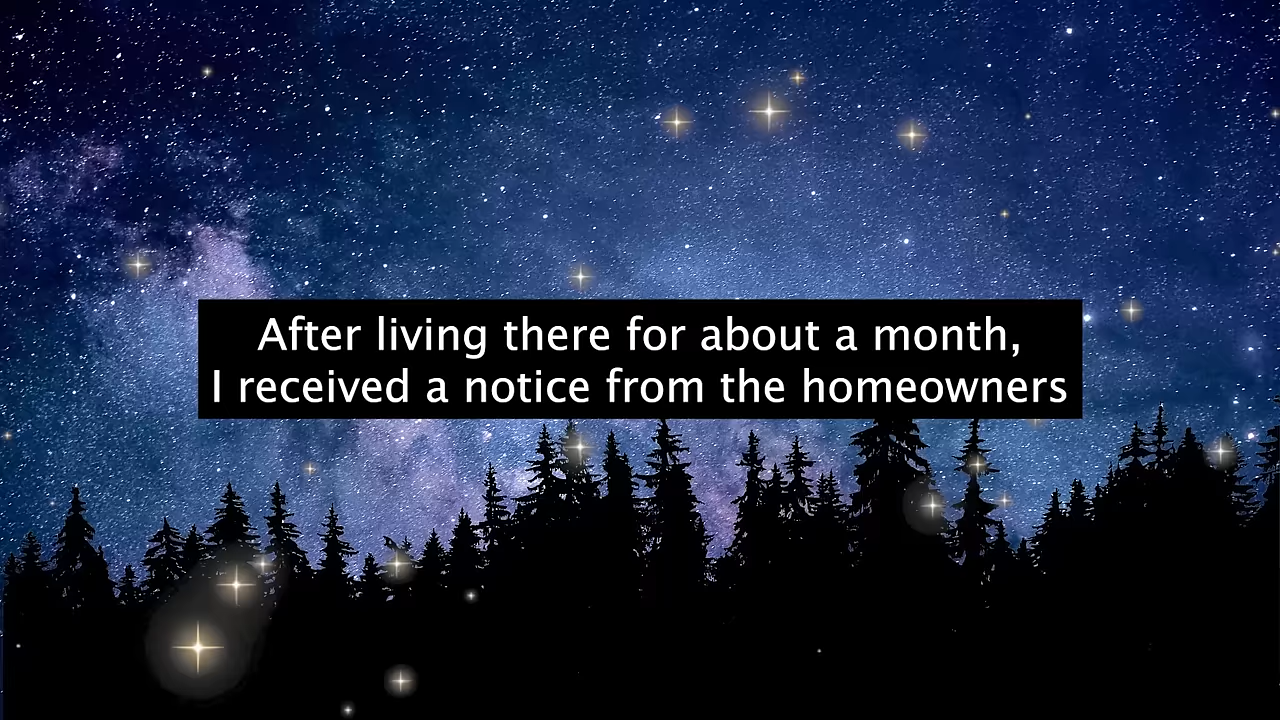 After living there for about a month,
I received a notice from the homeowners